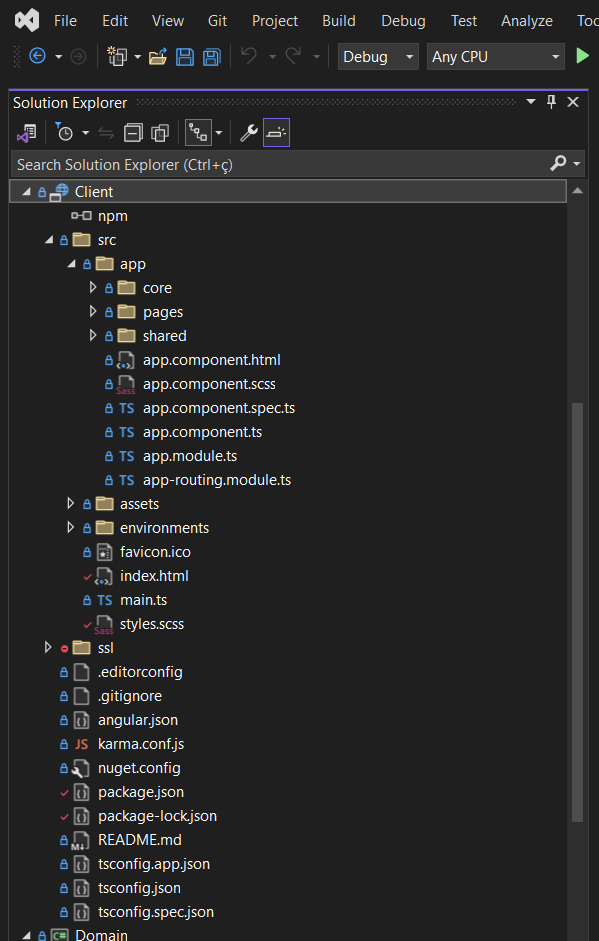 File Edit View Git Project Build Debug Test Analyze Too
Debug Any CPU
Solution Explorer
Search Solution Explorer (Ctrl+ç)
Client
npm
src
app
core
pages
shared
app.component.html
Sass app.component.scss
TS app.component.spec.ts
TS app.component.ts
TS app.module.ts
TS app-routing.module.ts
assets
environments
favicon.ico
index.html
TS main.ts
Sass styles.scss
ssl
.editorconfig
.gitignore
angular.json
JS karma.conf.js
nuget.config
package.json
package-lock.json
M↓ README.md
tsconfig.app.json
tsconfig.json
tsconfig.spec.json
C# Domain